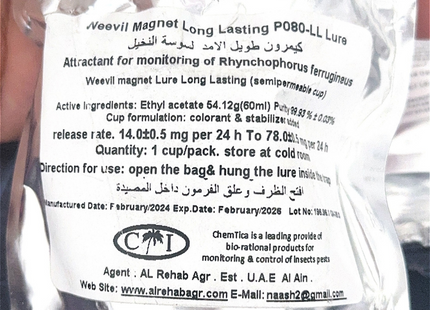 Weevil Magnet Long Lasting P080-LL Lure
كيمرون طويل الامد لسوسة النخيل
Attractant for monitoring of Rhynchophorus ferrugineus
Weevil magnet Lure Long Lasting (semipermeable cup)
Active Ingredients: Ethyl acetate 54.12g(60ml) Purity 99.93 % ± 0.03%
Cup formulation: colorant & stabilizer added
release rate. 14.0±0.5 mg per 24 h To 78.0±0.5 mg per 24 h
Quantity: 1 cup/pack. store at cold room
Direction for use: open the bag& hung the lure inside the trap
افتح الظرف وعلق الفرمون داخل المصيدة
Manufactured Date: February/2024 Exp.Date: February/2026 Lot No:
CTI
ChemTica is a leading provide of
bio-rational products for
monitoring & control of insects pests
Agent . AL Rehab Agr . Est . U.A.E Al Ain .
Web Site: www.alrehabagr.com E-Mail: naash2@gmail.com